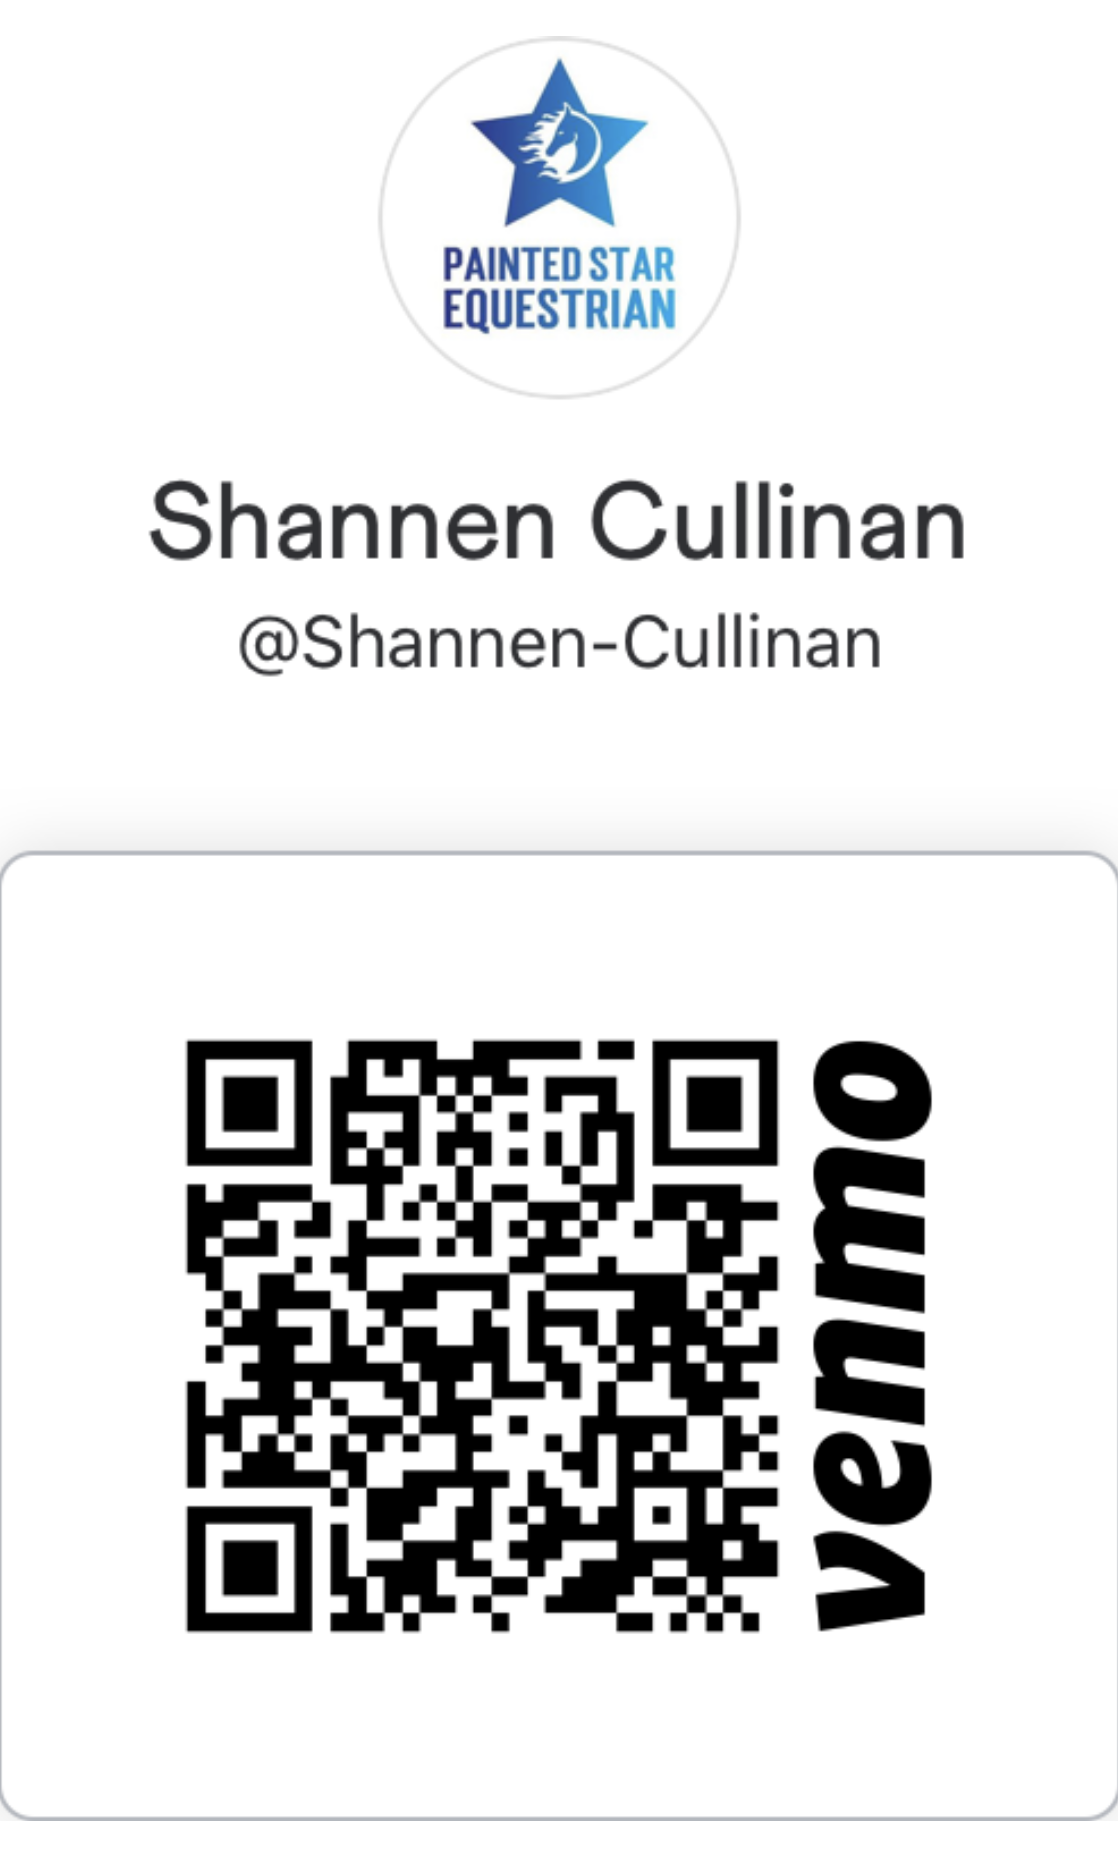 PAINTED STAR
EQUESTRIAN
Shannen Cullinan
@Shannen-Cullinan
venmo